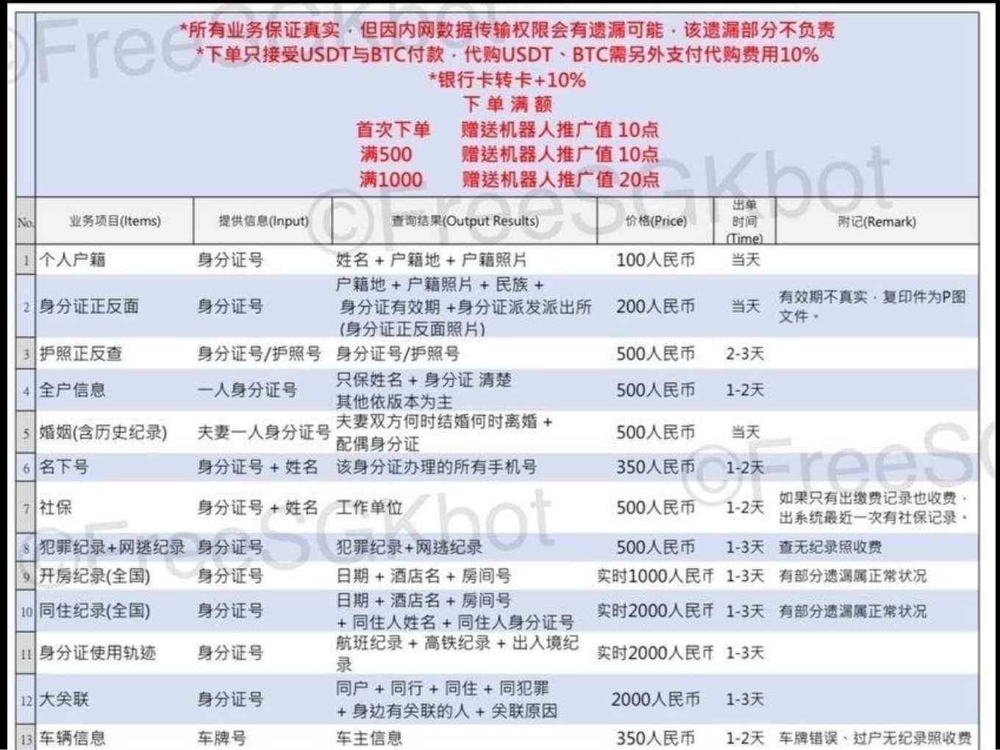 *所有业务保证真实，但因内网数据传输权限会有遗漏可能，该遗漏部分不负责
*下单只接受USDT与BTC付款，代购USDT、BTC需另外支付代购费用10%
*银行卡转卡+10%
下单满额
首次下单 赠送机器人推广值 10点
满500 赠送机器人推广值 10点
满1000 赠送机器人推广值 20点
No. 业务项目(Items) 提供信息(Input) 查询结果(Output Results) 价格(Price) 出单时间(Time) 附记(Remark)
1 个人户籍 身分证号 姓名 + 户籍地 + 户籍照片 100人民币 当天
2 身分证正反面 身分证号 户籍地 + 户籍照片 + 民族 + 身分证有效期 +身分证派发派出所 (身分证正反面照片) 200人民币 当天 有效期不真实，复印件为P图文件。
3 护照正反查 身分证号/护照号 身分证号/护照号 500人民币 2-3天
4 全户信息 一人身分证号 只保姓名 + 身分证 清楚 其他依版本为主 500人民币 1-2天
5 婚姻(含历史纪录) 夫妻一人身分证号 夫妻双方何时结婚何时离婚 + 配偶身分证 500人民币 当天
6 名下号 身分证号 + 姓名 该身分证办理的所有手机号 350人民币 1-2天
7 社保 身分证号 + 姓名 工作单位 500人民币 1-2天 如果只有出缴费记录也收费，出系统最近一次有社保记录。
8 犯罪纪录+网逃纪录 身分证号 犯罪纪录+网逃纪录 500人民币 1-3天 查无纪录照收费
9 开房纪录(全国) 身分证号 日期 + 酒店名 + 房间号 实时1000人民币 1-3天 有部分遗漏属正常状况
10 同住纪录(全国) 身分证号 日期 + 酒店名 + 房间号 + 同住人姓名 + 同住人身分证号 实时2000人民币 1-3天 有部分遗漏属正常状况
11 身分证使用轨迹 身分证号 航班纪录 + 高铁纪录 + 出入境纪录 实时2000人民币 1-3天
12 大关联 身分证号 同户 + 同行 + 同住 + 同犯罪 + 身边有关联的人 + 关联原因 2000人民币 1-3天
13 车辆信息 车牌号 车主信息 350人民币 1-2天 车牌错误、过户无纪录照收费
©FreeSGKbot
©FreeSGKbot
©FreeSGKbot
©FreeSG